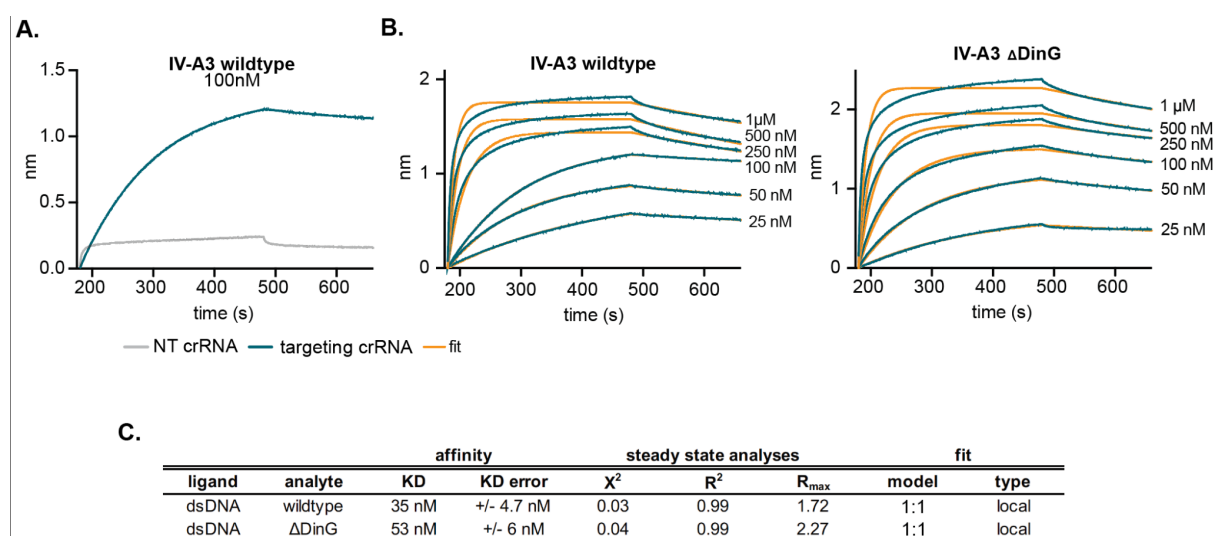 A.
IV-A3 wildtype
100nM
1.5
1.0
0.5
0.0
nm
200 300 400 500 600
time (s)
B.
IV-A3 wildtype
2
1
0
nm
1µM
500 nM
250 nM
100 nM
50 nM
25 nM
200 300 400 500 600
time (s)
IV-A3 ΔDinG
2
1
0
nm
1 µM
500 nM
250 nM
100 nM
50 nM
25 nM
200 300 400 500 600
time (s)
NT crRNA targeting crRNA fit
C.
affinity steady state analyses fit
ligand analyte KD KD error X² R² Rmax model type
dsDNA wildtype 35 nM +/- 4.7 nM 0.03 0.99 1.72 1:1 local
dsDNA ΔDinG 53 nM +/- 6 nM 0.04 0.99 2.27 1:1 local